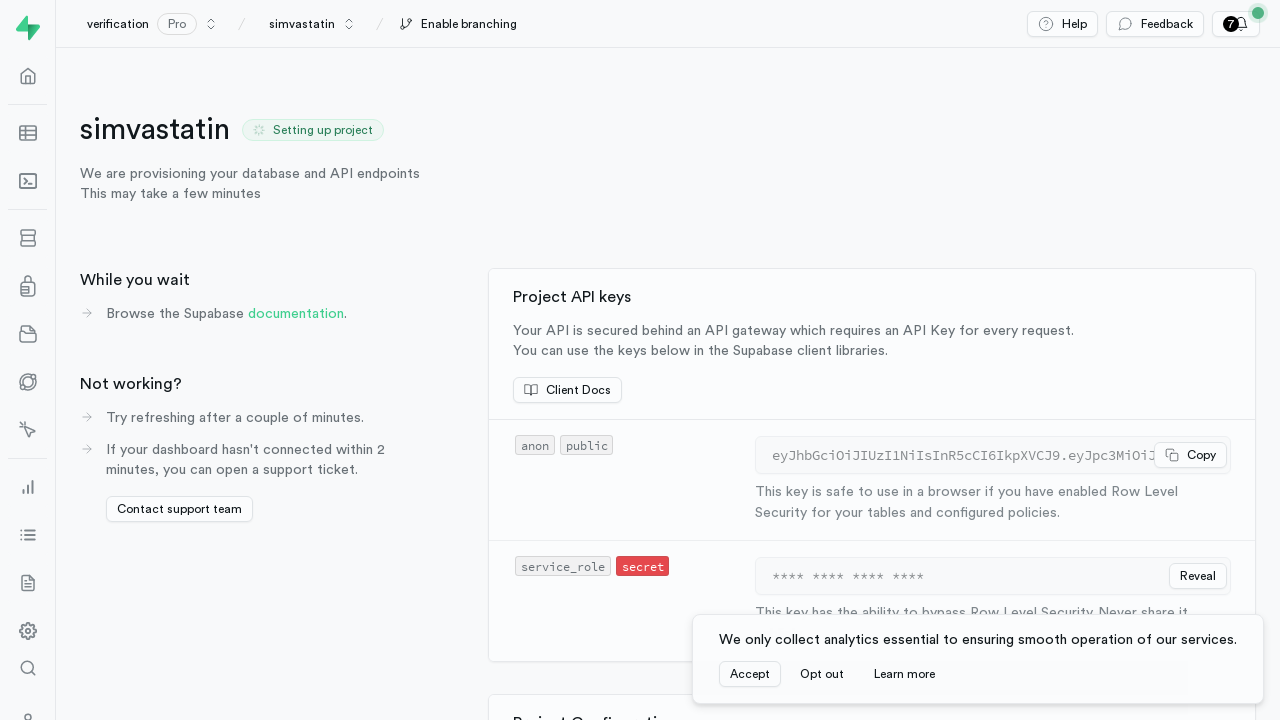 verification Pro / simvastatin / Enable branching
Help
Feedback
7
simvastatin
Setting up project
We are provisioning your database and API endpoints
This may take a few minutes
While you wait
Browse the Supabase documentation.
Not working?
Try refreshing after a couple of minutes.
If your dashboard hasn't connected within 2
minutes, you can open a support ticket.
Contact support team
Project API keys
Your API is secured behind an API gateway which requires an API Key for every request.
You can use the keys below in the Supabase client libraries.
Client Docs
anon public
eyJhbGciOiJIUzI1NiIsInR5cCI6IkpXVCJ9.eyJpc3MiOiJ
Copy
This key is safe to use in a browser if you have enabled Row Level
Security for your tables and configured policies.
service_role secret
**** **** **** ****
Reveal
This key has the ability to bypass Row Level Security. Never share it
We only collect analytics essential to ensuring smooth operation of our services.
Accept
Opt out
Learn more